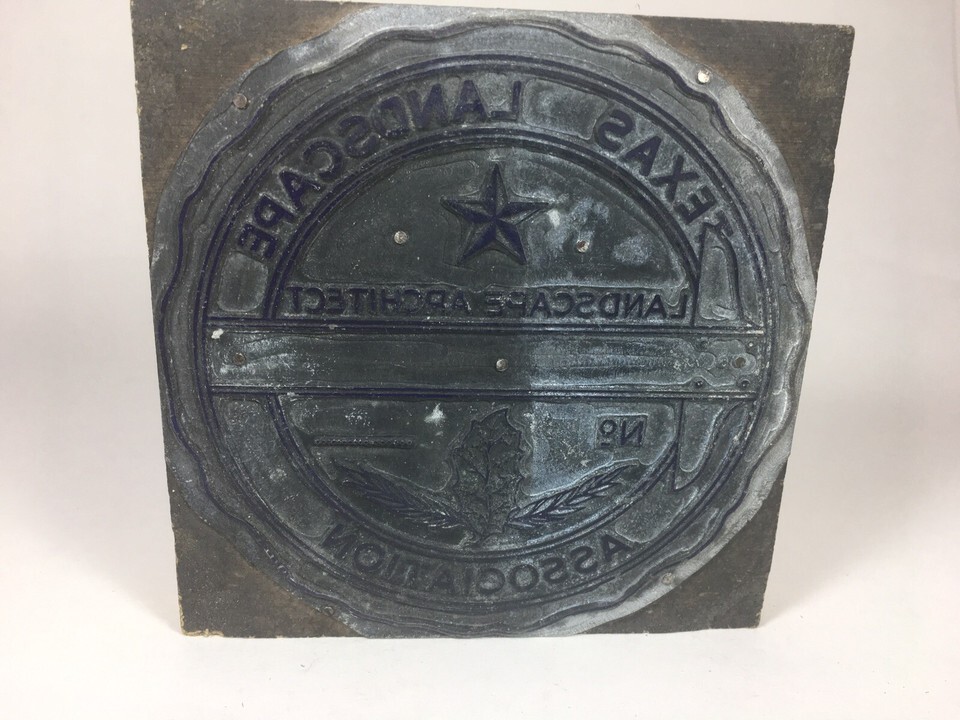 TEXAS LANDSCAPE
LANDSCAPE ARCHITECT
No
ASSOCIATION